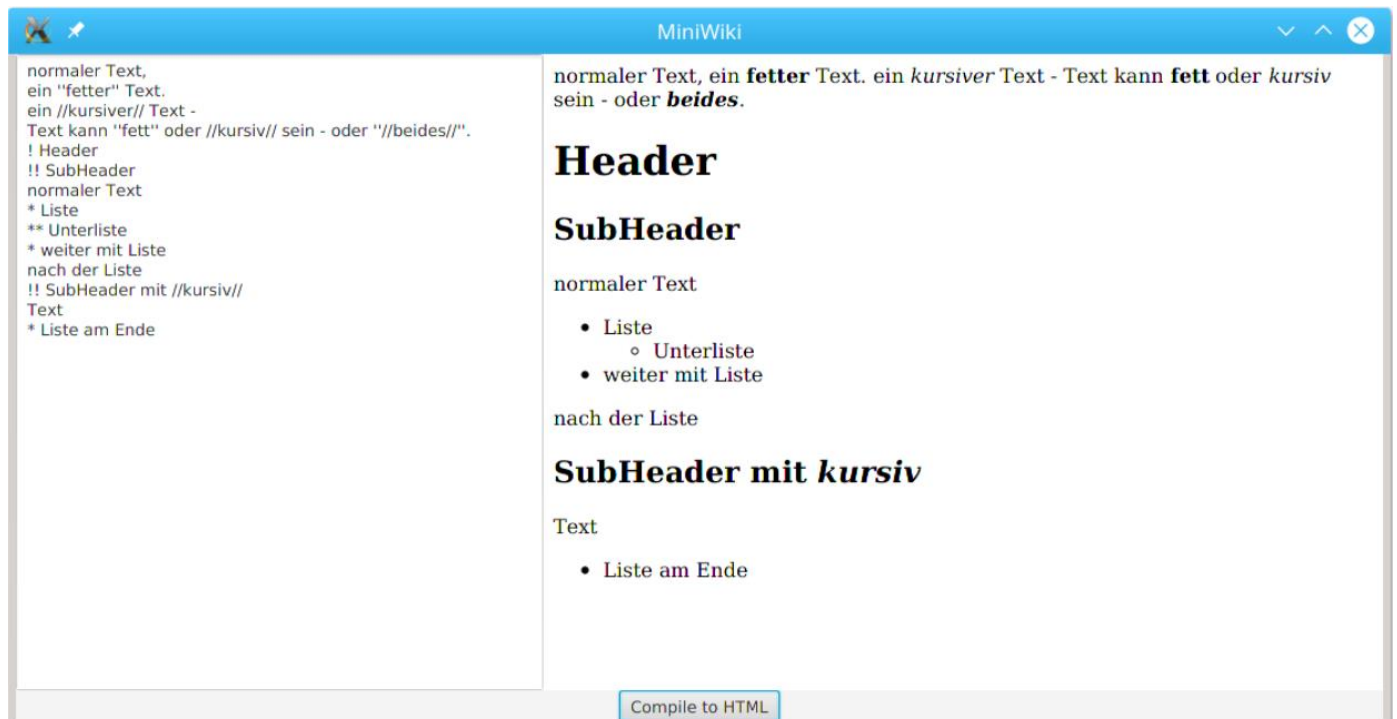 MiniWiki
normaler Text,
ein ''fetter'' Text.
ein //kursiver// Text -
Text kann ''fett'' oder //kursiv// sein - oder ''//beides//''.
! Header
!! SubHeader
normaler Text
* Liste
** Unterliste
* weiter mit Liste
nach der Liste
!! SubHeader mit //kursiv//
Text
* Liste am Ende
normaler Text, ein fetter Text. ein kursiver Text - Text kann fett oder kursiv
sein - oder beides.
Header
SubHeader
normaler Text
• Liste
◦ Unterliste
• weiter mit Liste
nach der Liste
SubHeader mit kursiv
Text
• Liste am Ende
Compile to HTML